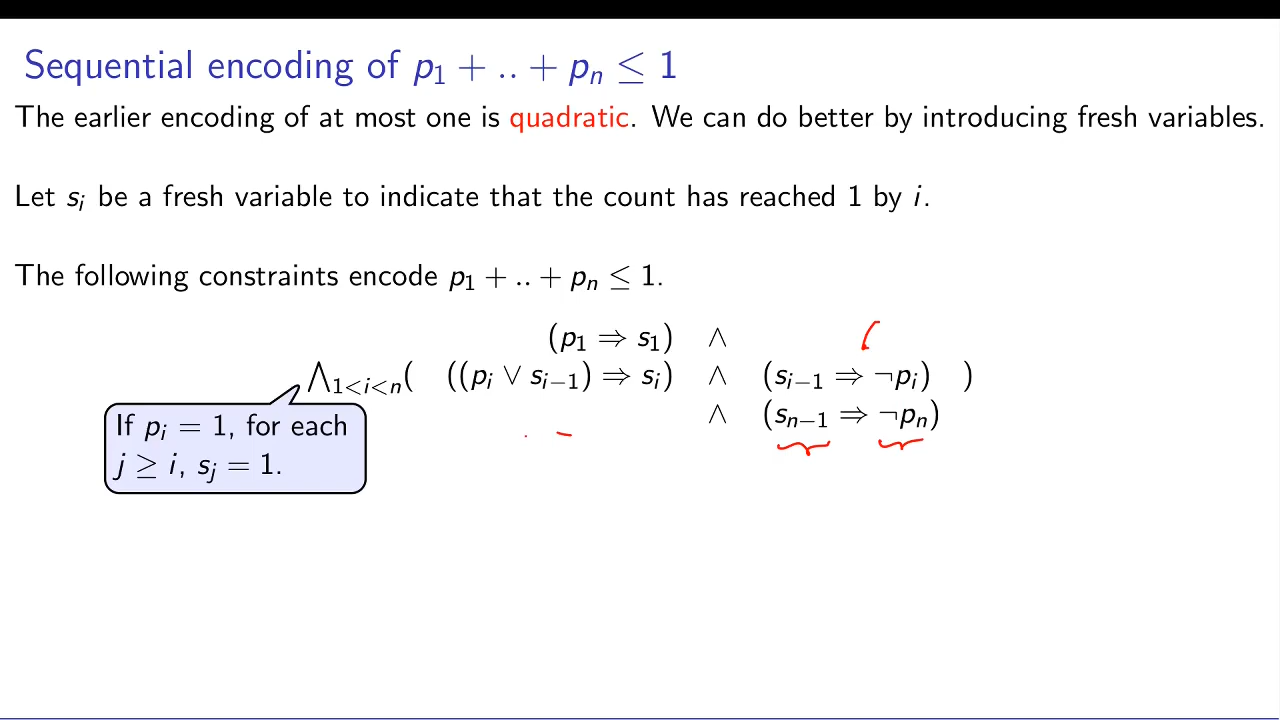 Sequential encoding of p₁ + .. + pₙ ≤ 1
The earlier encoding of at most one is quadratic. We can do better by introducing fresh variables.
Let sᵢ be a fresh variable to indicate that the count has reached 1 by i.
The following constraints encode p₁ + .. + pₙ ≤ 1.
(p₁ ⇒ s₁) ∧
⋀₁<ᵢ<ₙ( ((pᵢ ∨ sᵢ₋₁) ⇒ sᵢ) ∧ (sᵢ₋₁ ⇒ ¬pᵢ) )
∧ (sₙ₋₁ ⇒ ¬pₙ)
If pᵢ = 1, for each
j ≥ i, sⱼ = 1.